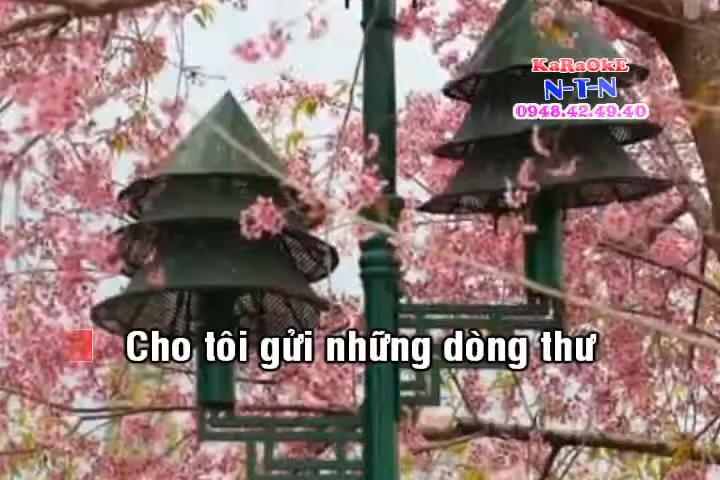 KaRaOkE
N-T-N
0948.42.49.40
Cho tôi gửi những dòng thư